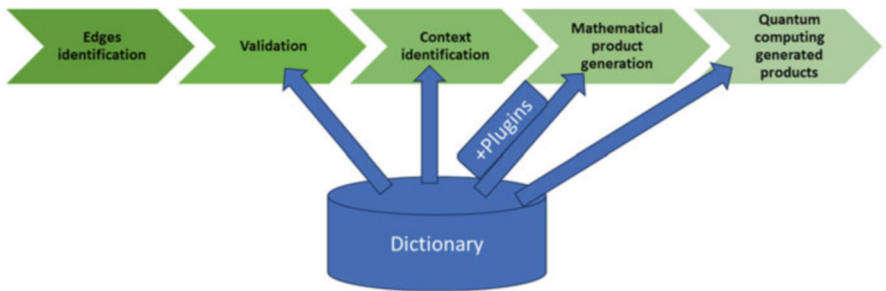 Edges
identification
Validation
Context
identification
Mathematical
product
generation
Quantum
computing
generated
products
+Plugins
Dictionary